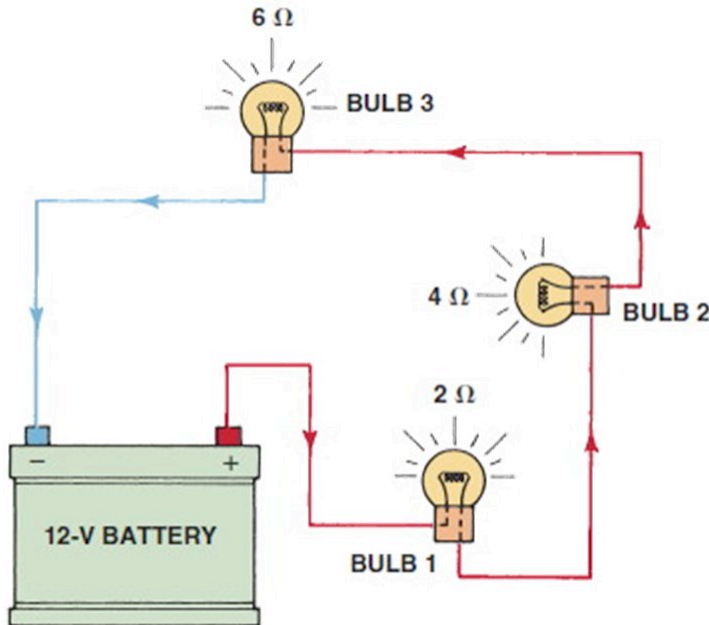 6 Ω
BULB 3
4 Ω
BULB 2
2 Ω
− +
12-V BATTERY
BULB 1